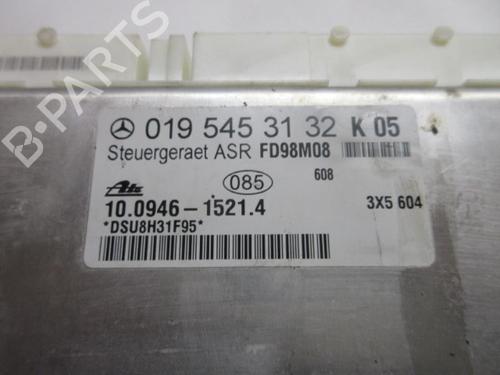 019 545 31 32 K 05
Steuergeraet ASR FD98M08
085 608
Ate
10.0946-1521.4 3X5 604
*DSU8H31F95*
B-PARTS